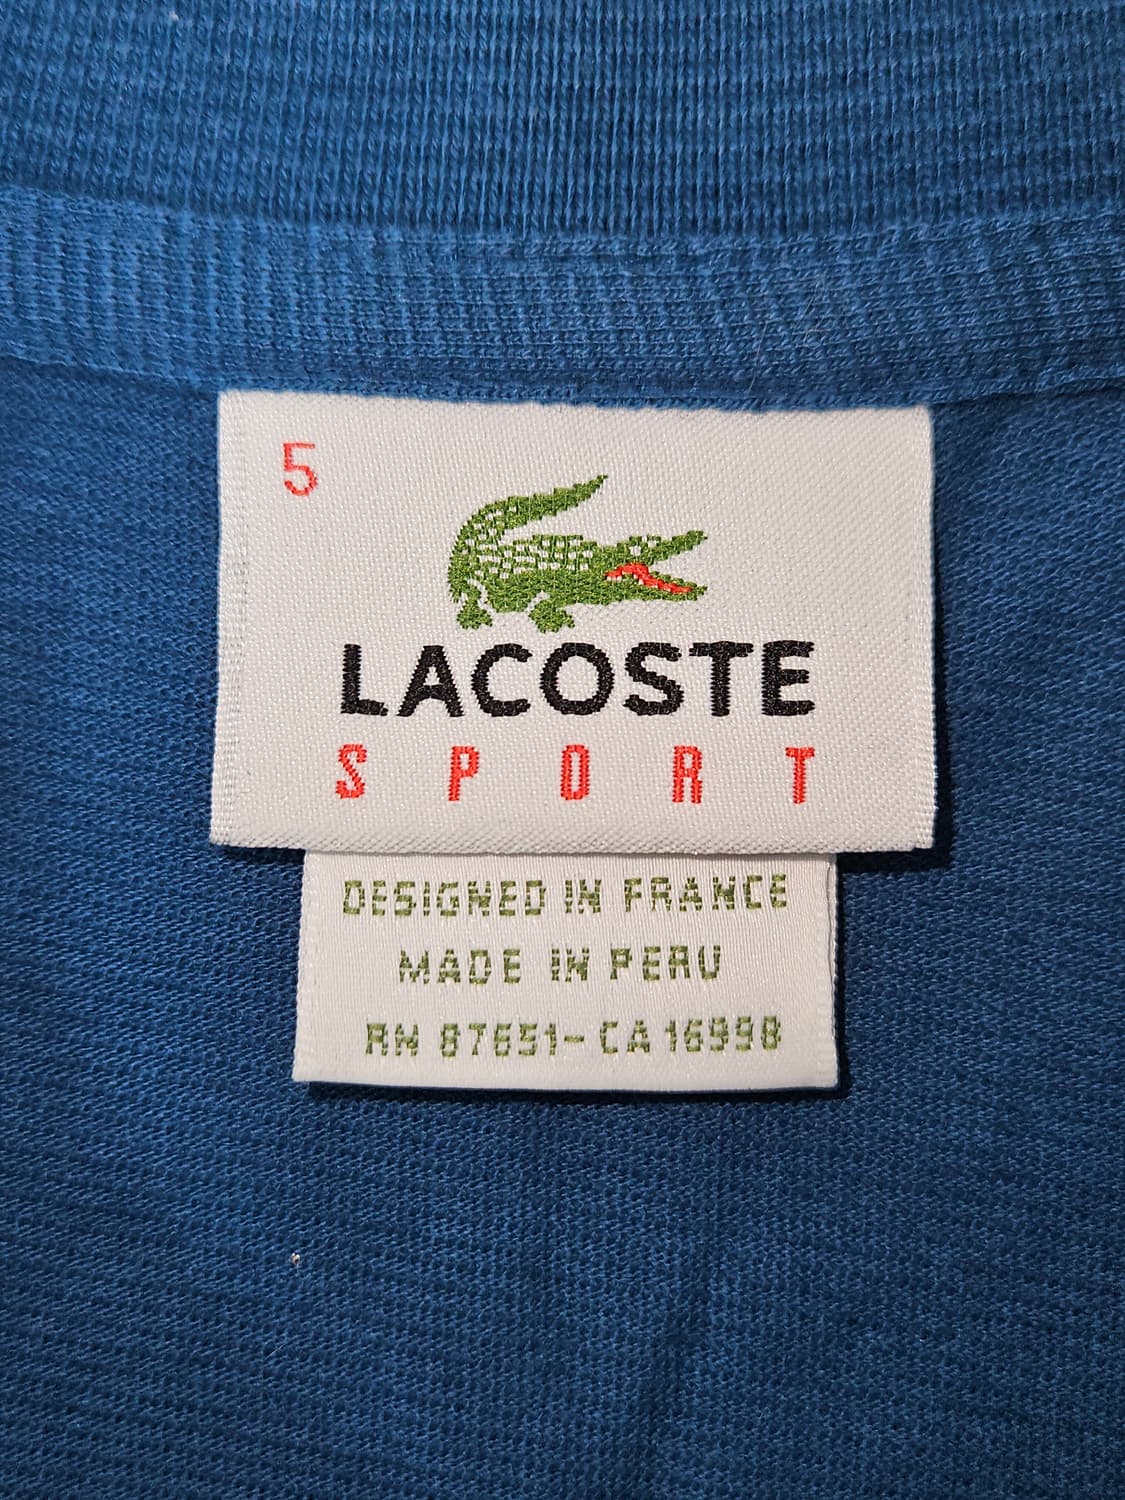 5
LACOSTE
SPORT
DESIGNED IN FRANCE
MADE IN PERU
RN 87651- CA 16998